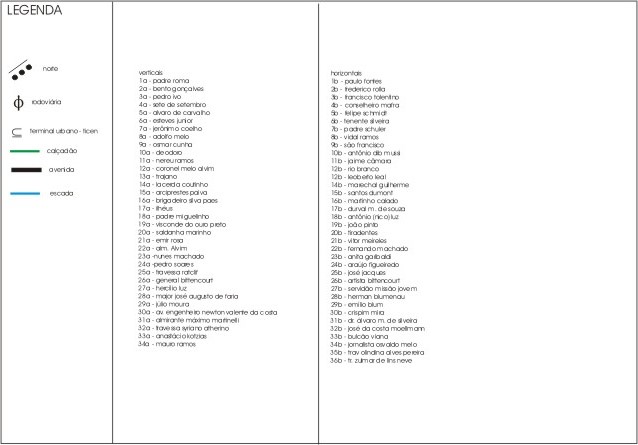 LEGENDA
noite
rodoviária
terminal urbano - ticen
calçadão
avenida
escada
verticais
1a - padre roma
2a - bento gonçalves
3a - pedro ivo
4a - sete de setembro
5a - alvaro de carvalho
6a - esteves junior
7a - jerônimo coelho
8a - adolfo melo
9a - osmar cunha
10a - deodoro
11a - nereu ramos
12a - coronel melo alvim
13a - trajano
14a - lacerda coutinho
15a - arciprestes paiva
16a - brigadeiro silva paes
17a - ilhéus
18a - padre miguelinho
19a - visconde do ouro preto
20a - saldanha marinho
21a - emir rosa
22a - alm. Alvim
23a -nunes machado
24a -pedro soares
25a - travessa ratclif
26a - general bittencourt
27a - hercílio luz
28a - major josé augusto de faria
29a - júlio moura
30a - av. engenheiro newton valente da costa
31a - almirante máximo martinelli
32a - travessa syriano atherino
33a - anastácio kotzias
34a - mauro ramos
horizontais
1b - paulo fontes
2b - frederico rolla
3b - francisco tolentino
4b - conselheiro mafra
5b - felipe schmidt
6b - tenente silveira
7b - padre schuler
8b - vidal ramos
9b - são francisco
10b - antônio dib mussi
11b - jaime câmara
12b - rio branco
12b - leoberto leal
14b - marechal guilherme
15b - santos dumont
16b - martinho calado
17b - durval m. de souza
18b - antônio (nico) luz
19b - joão pinto
20b - tiradentes
21b - vitor meireles
22b - fernando machado
23b - anita garibaldi
24b - araújo figueiredo
25b - josé jacques
26b - artista bittencourt
27b - servidão missão jovem
28b - herman blumenau
29b - emilio blum
30b - crispim mira
31b - dr. álvaro m. de silveira
32b - josé da costa moellmann
33b - bulcão viana
34b - jornalista osvaldo melo
35b - trav olindina alves pereira
36b - tr. zulmar de lins neve